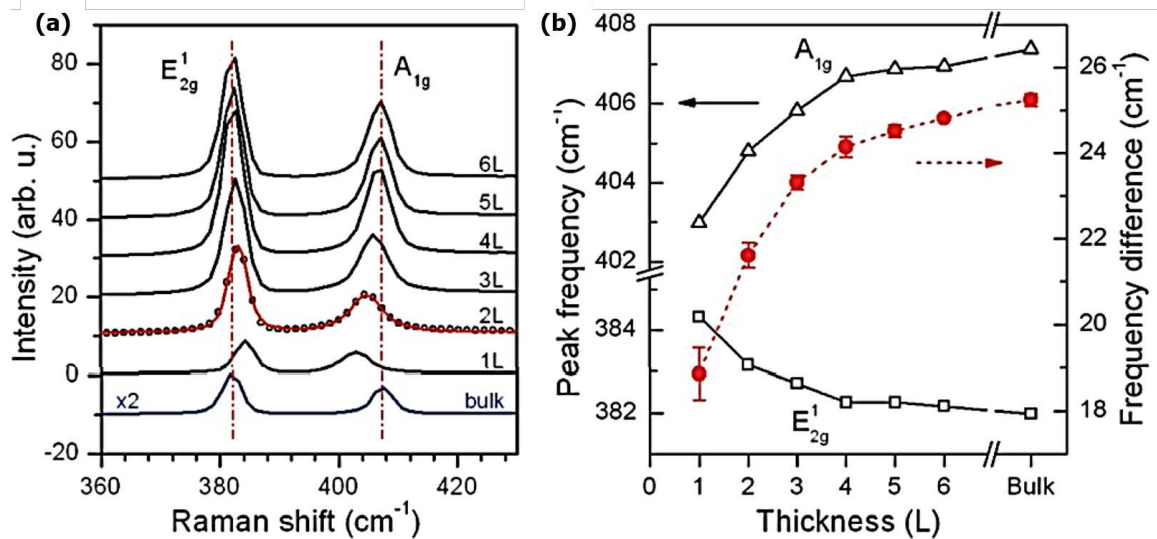 (a)
80
60
40
20
0
-20
Intensity (arb. u.)
E¹₂g
A₁g
6L
5L
4L
3L
2L
1L
x2
bulk
360 380 400 420
Raman shift (cm⁻¹)
(b)
408
406
404
402
384
382
Peak frequency (cm⁻¹)
A₁g
E¹₂g
26
24
22
20
18
Frequency difference (cm⁻¹)
0 1 2 3 4 5 6 Bulk
Thickness (L)